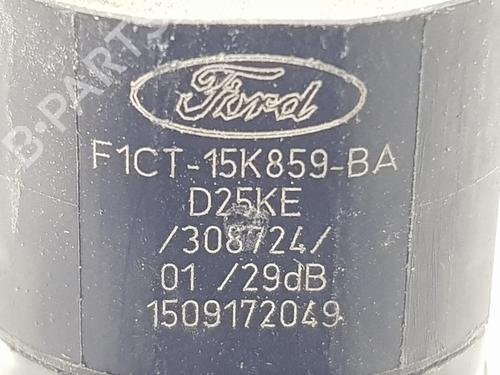 Ford
F1CT-15K859-BA
D25KE
/308724/
01 /29dB
1509172049
B-PARTS